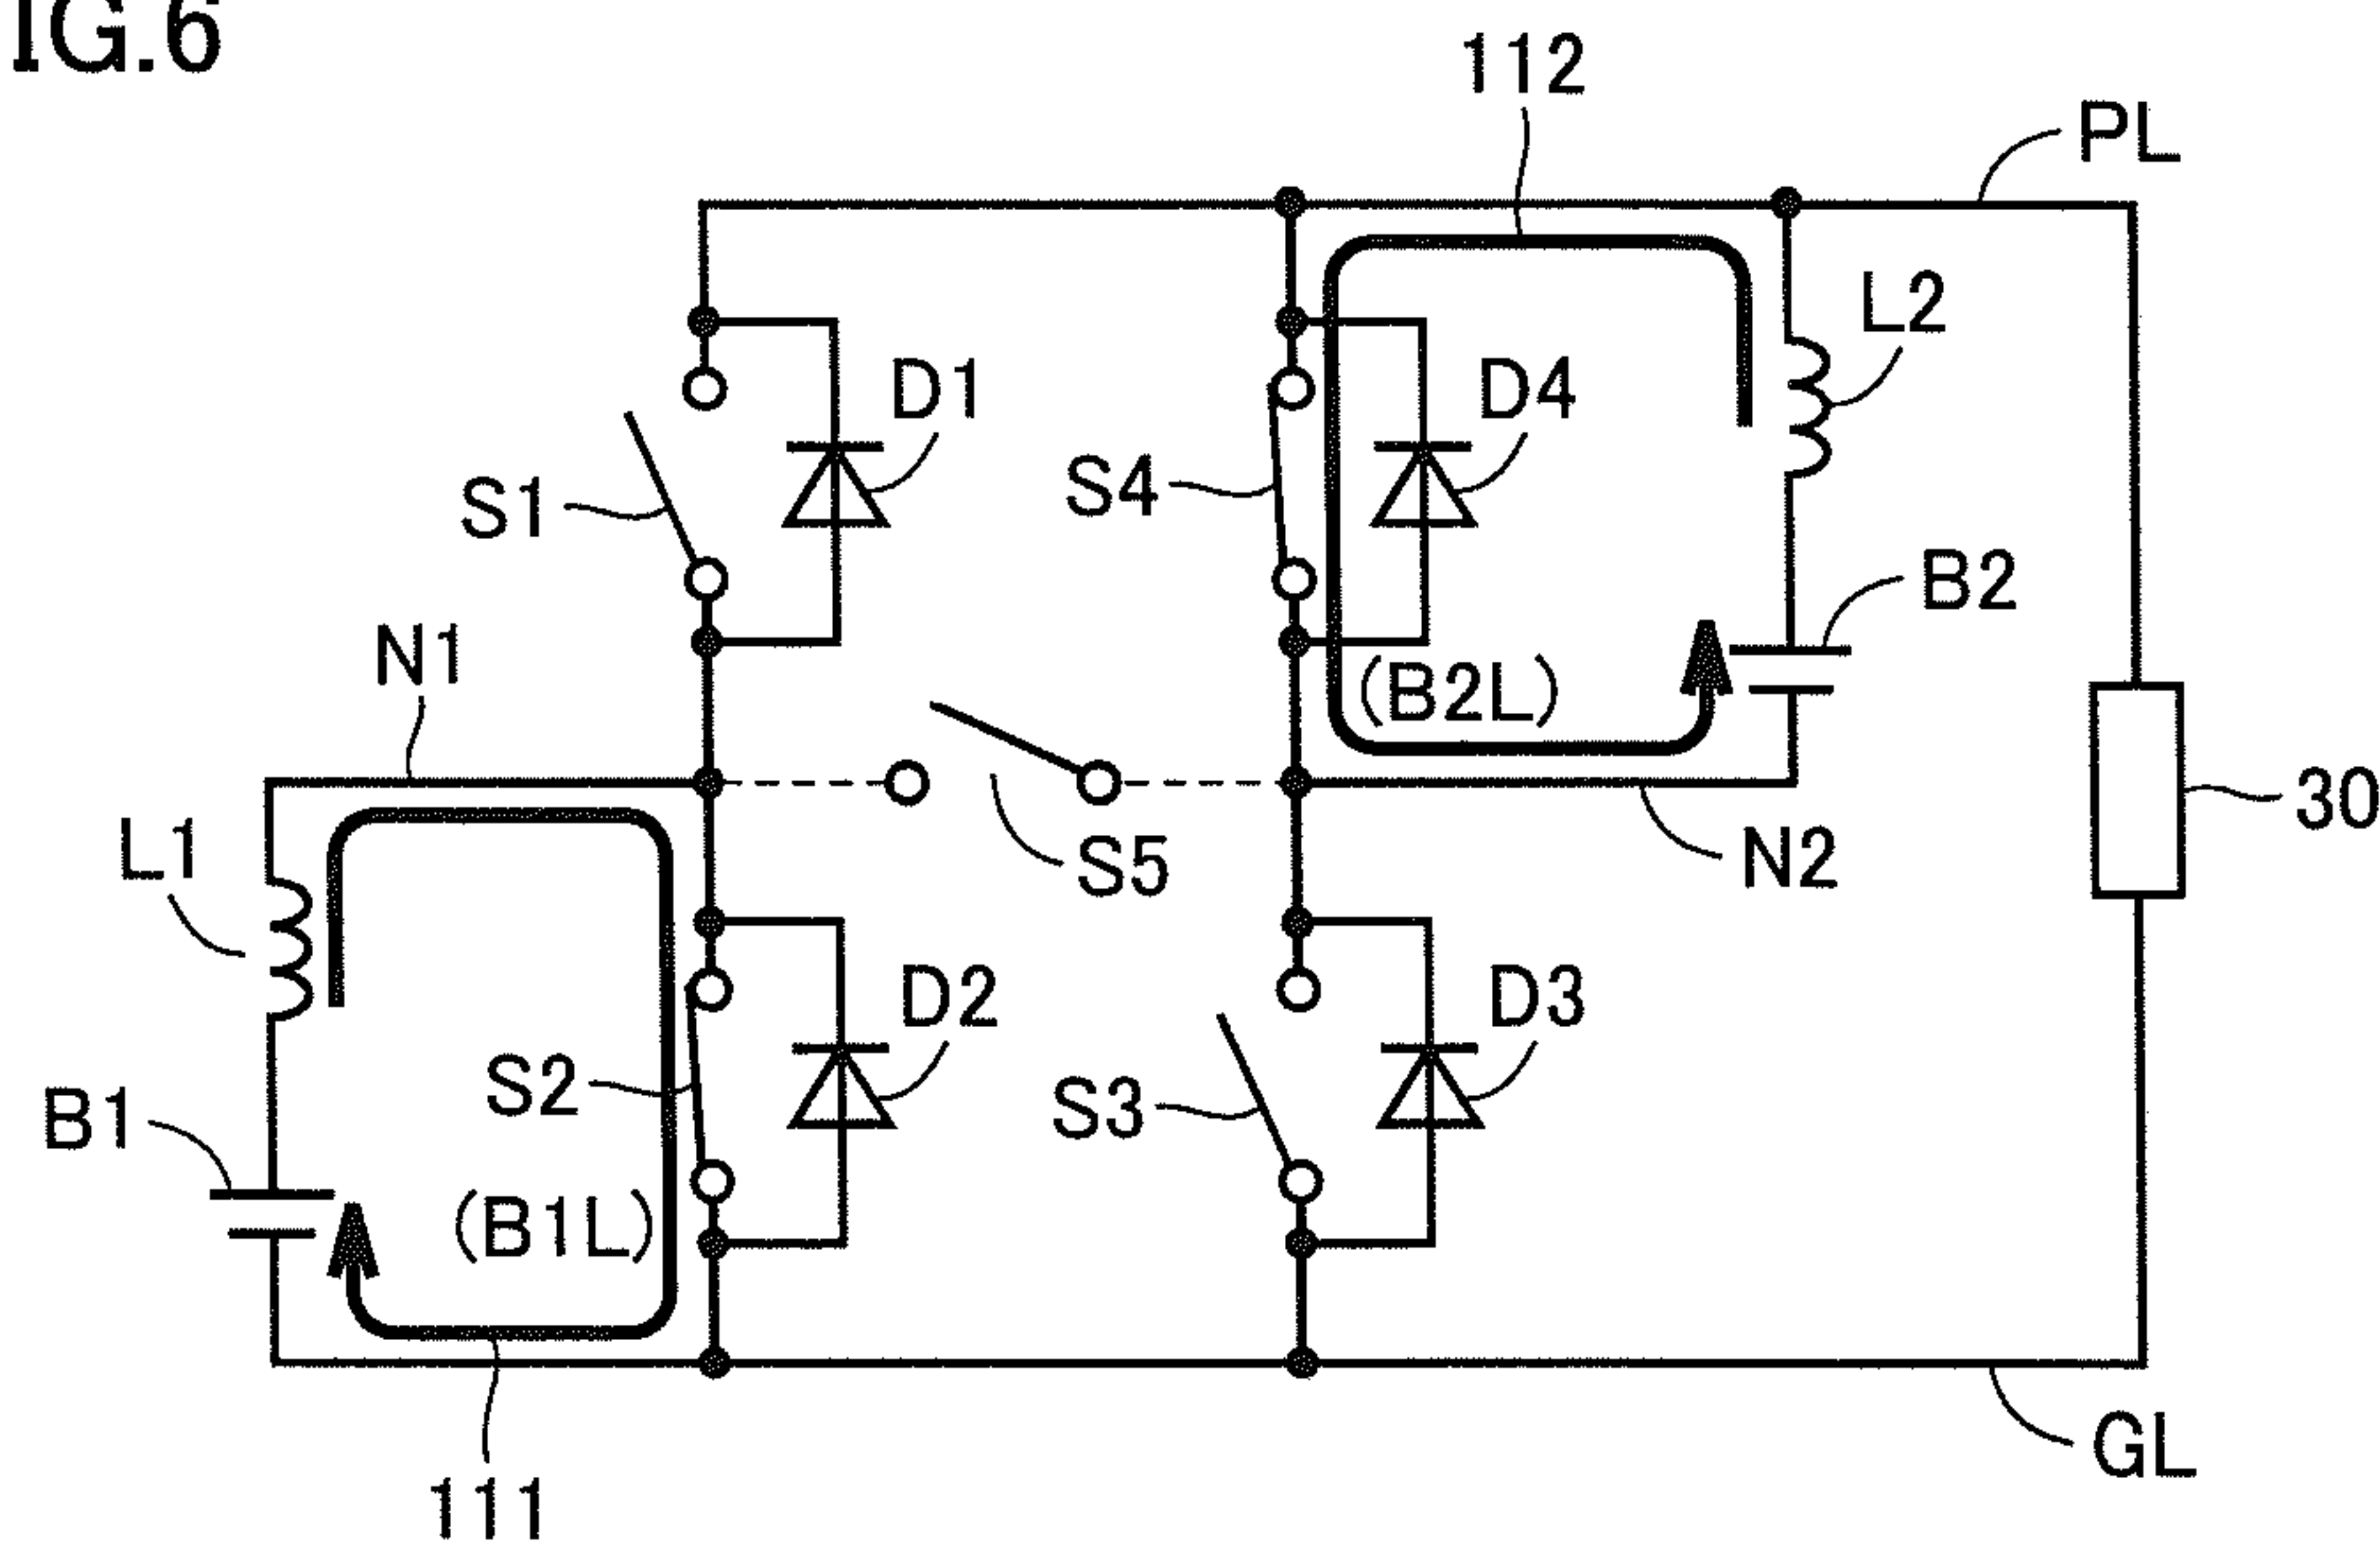 IG.6
112
PL
L2
D1
D4
S1
S4
B2
N1
(B2L)
30
L1
S5
N2
D2
D3
S2
S3
B1
(B1L)
GL
111